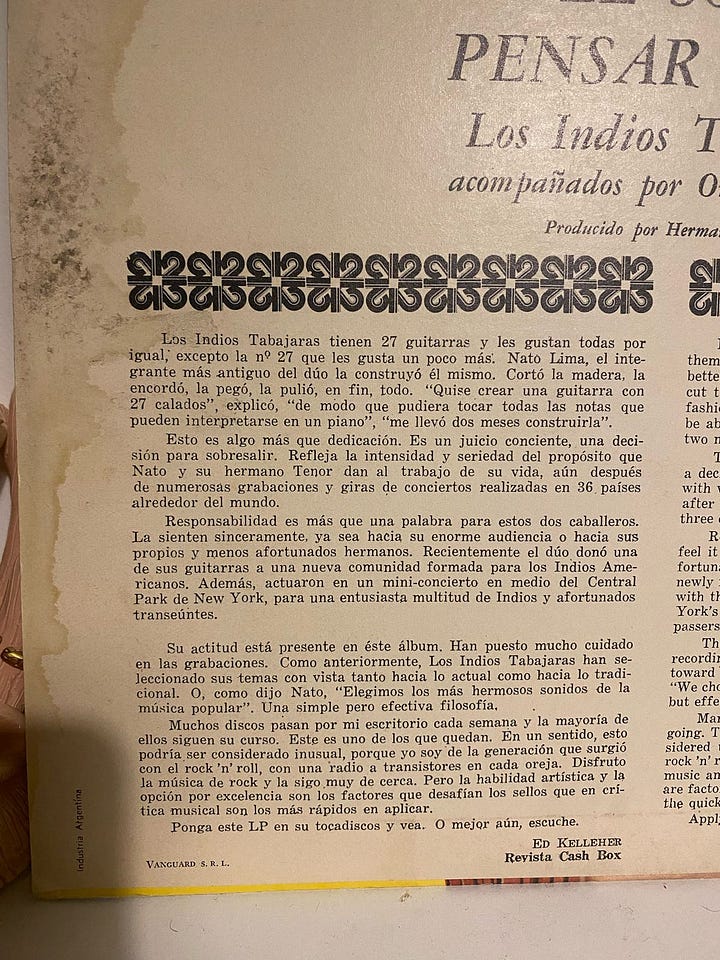 PENSAR
Los Indios T
acompañados por O
Producido por Herma
Los Indios Tabajaras tienen 27 guitarras y les gustan todas por
igual, excepto la nº 27 que les gusta un poco más. Nato Lima, el inte-
grante más antiguo del dúo la construyó él mismo. Cortó la madera, la
encordó, la pegó, la pulió, en fin, todo. “Quise crear una guitarra con
27 calados”, explicó, “de modo que pudiera tocar todas las notas que
pueden interpretarse en un piano”, “me llevó dos meses construirla”.
Esto es algo más que dedicación. Es un juicio conciente, una deci-
sión para sobresalir. Refleja la intensidad y seriedad del propósito que
Nato y su hermano Tenor dan al trabajo de su vida, aún después
de numerosas grabaciones y giras de conciertos realizadas en 36 países
alrededor del mundo.
Responsabilidad es más que una palabra para estos dos caballeros.
La sienten sinceramente, ya sea hacia su enorme audiencia o hacia sus
propios y menos afortunados hermanos. Recientemente el dúo donó una
de sus guitarras a una nueva comunidad formada para los Indios Ame-
ricanos. Además, actuaron en un mini-concierto en medio del Central
Park de New York, para una entusiasta multitud de Indios y afortunados
transeúntes.
Su actitud está presente en éste álbum. Han puesto mucho cuidado
en las grabaciones. Como anteriormente, Los Indios Tabajaras han se-
leccionado sus temas con vista tanto hacia lo actual como hacia lo tradi-
cional. O, como dijo Nato, “Elegimos los más hermosos sonidos de la
música popular”. Una simple pero efectiva filosofía.
Muchos discos pasan por mi escritorio cada semana y la mayoría de
ellos siguen su curso. Este es uno de los que quedan. En un sentido, esto
podría ser considerado inusual, porque yo soy de la generación que surgió
con el rock 'n' roll, con una radio a transistores en cada oreja. Disfruto
la música de rock y la sigo muy de cerca. Pero la habilidad artística y la
opción por excelencia son los factores que desafían los sellos que en crí-
tica musical son los más rápidos en aplicar.
Ponga este LP en su tocadiscos y vea. O mejor aún, escuche.
ED KELLEHER
Revista Cash Box
VANGUARD S. R. L.
Industria Argentina
them
bette
cut t
fashi
be ab
two n
T
a dec
with v
after
three
R
feel it
fortun
newly
with th
York's
passers
Th
recordin
toward
“We cho
but effe
Man
going. T
sidered u
rock 'n' r
music an
are facto
the quick
Appl